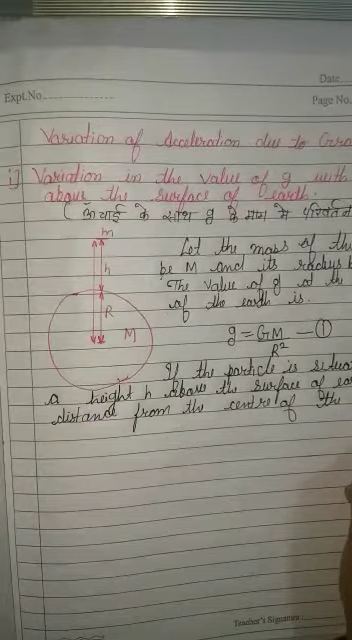 Date
Expt.No.
Page No.
Variation of Acceleration due to Gra
i) Variation in the value of g with
above the surface of earth.
( ऊँचाई के साथ g के मान में परिवर्तन
m
h
R
M
Let the mass of th
be M and its radius
The value of g at the
of the earth is.
g = GM/R² — ①
If the particle is situa
a height h above the surface of ea
distance from the centre of the
Teacher's Signature :